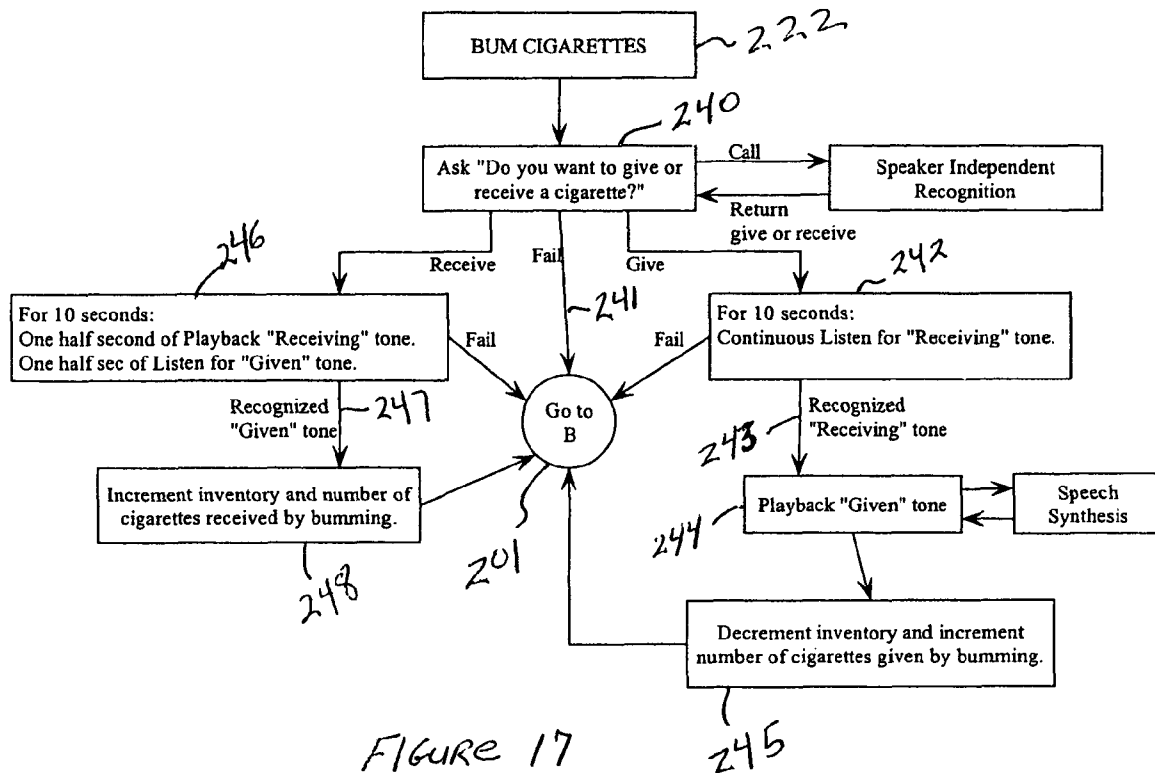 BUM CIGARETTES
222
240
Ask "Do you want to give or
receive a cigarette?"
Call
Speaker Independent
Recognition
Return
give or receive
246
Receive
Fail
Give
242
241
For 10 seconds:
One half second of Playback "Receiving" tone.
One half sec of Listen for "Given" tone.
Fail
Fail
For 10 seconds:
Continuous Listen for "Receiving" tone.
Recognized
"Given" tone
247
Go to
B
243
Recognized
"Receiving" tone
Increment inventory and number of
cigarettes received by bumming.
248
201
244
Playback "Given" tone
Speech
Synthesis
Decrement inventory and increment
number of cigarettes given by bumming.
245
FIGURE 17